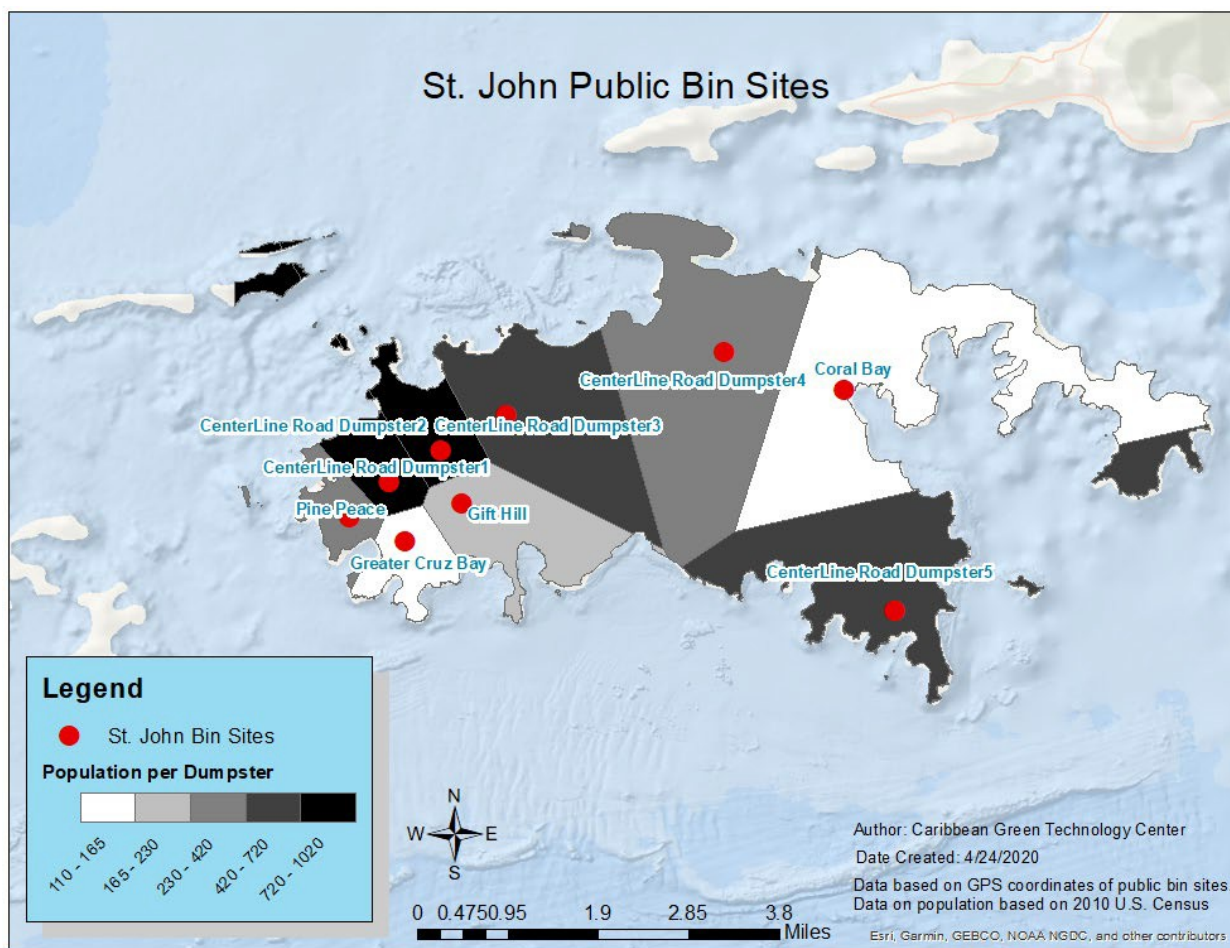 St. John Public Bin Sites
CenterLine Road Dumpster4
Coral Bay
CenterLine Road Dumpster2
CenterLine Road Dumpster3
CenterLine Road Dumpster1
Pine Peace
Gift Hill
Greater Cruz Bay
CenterLine Road Dumpster5
Legend
St. John Bin Sites
Population per Dumpster
110 - 165
165 - 230
230 - 420
420 - 720
720 - 1020
N
W E
S
0 0.475 0.95 1.9 2.85 3.8
Miles
Author: Caribbean Green Technology Center
Date Created: 4/24/2020
Data based on GPS coordinates of public bin sites
Data on population based on 2010 U.S. Census
Esri, Garmin, GEBCO, NOAA NGDC, and other contributors